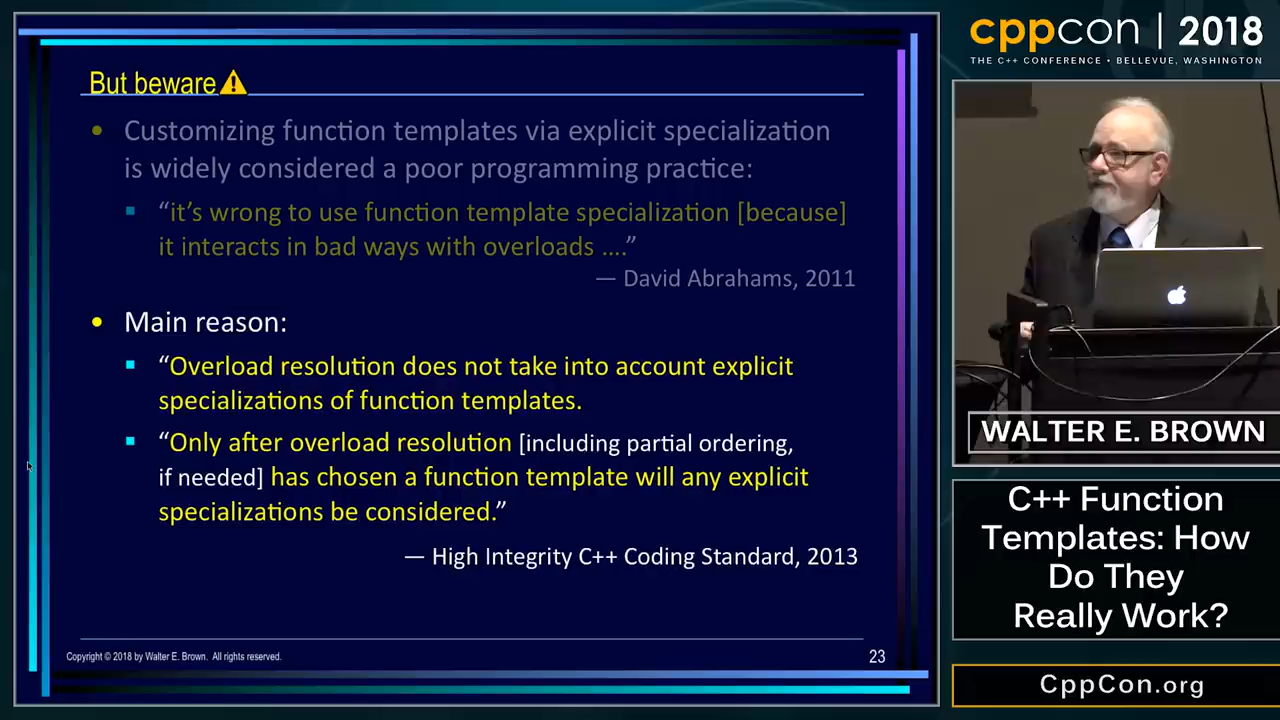 But beware
• Customizing function templates via explicit specialization
is widely considered a poor programming practice:
▪ “it’s wrong to use function template specialization [because]
it interacts in bad ways with overloads ….”
— David Abrahams, 2011
• Main reason:
▪ “Overload resolution does not take into account explicit
specializations of function templates.
▪ “Only after overload resolution [including partial ordering,
if needed] has chosen a function template will any explicit
specializations be considered.”
— High Integrity C++ Coding Standard, 2013
Copyright © 2018 by Walter E. Brown. All rights reserved.
23
cppcon | 2018
THE C++ CONFERENCE • BELLEVUE, WASHINGTON
WALTER E. BROWN
C++ Function
Templates: How
Do They
Really Work?
CppCon.org